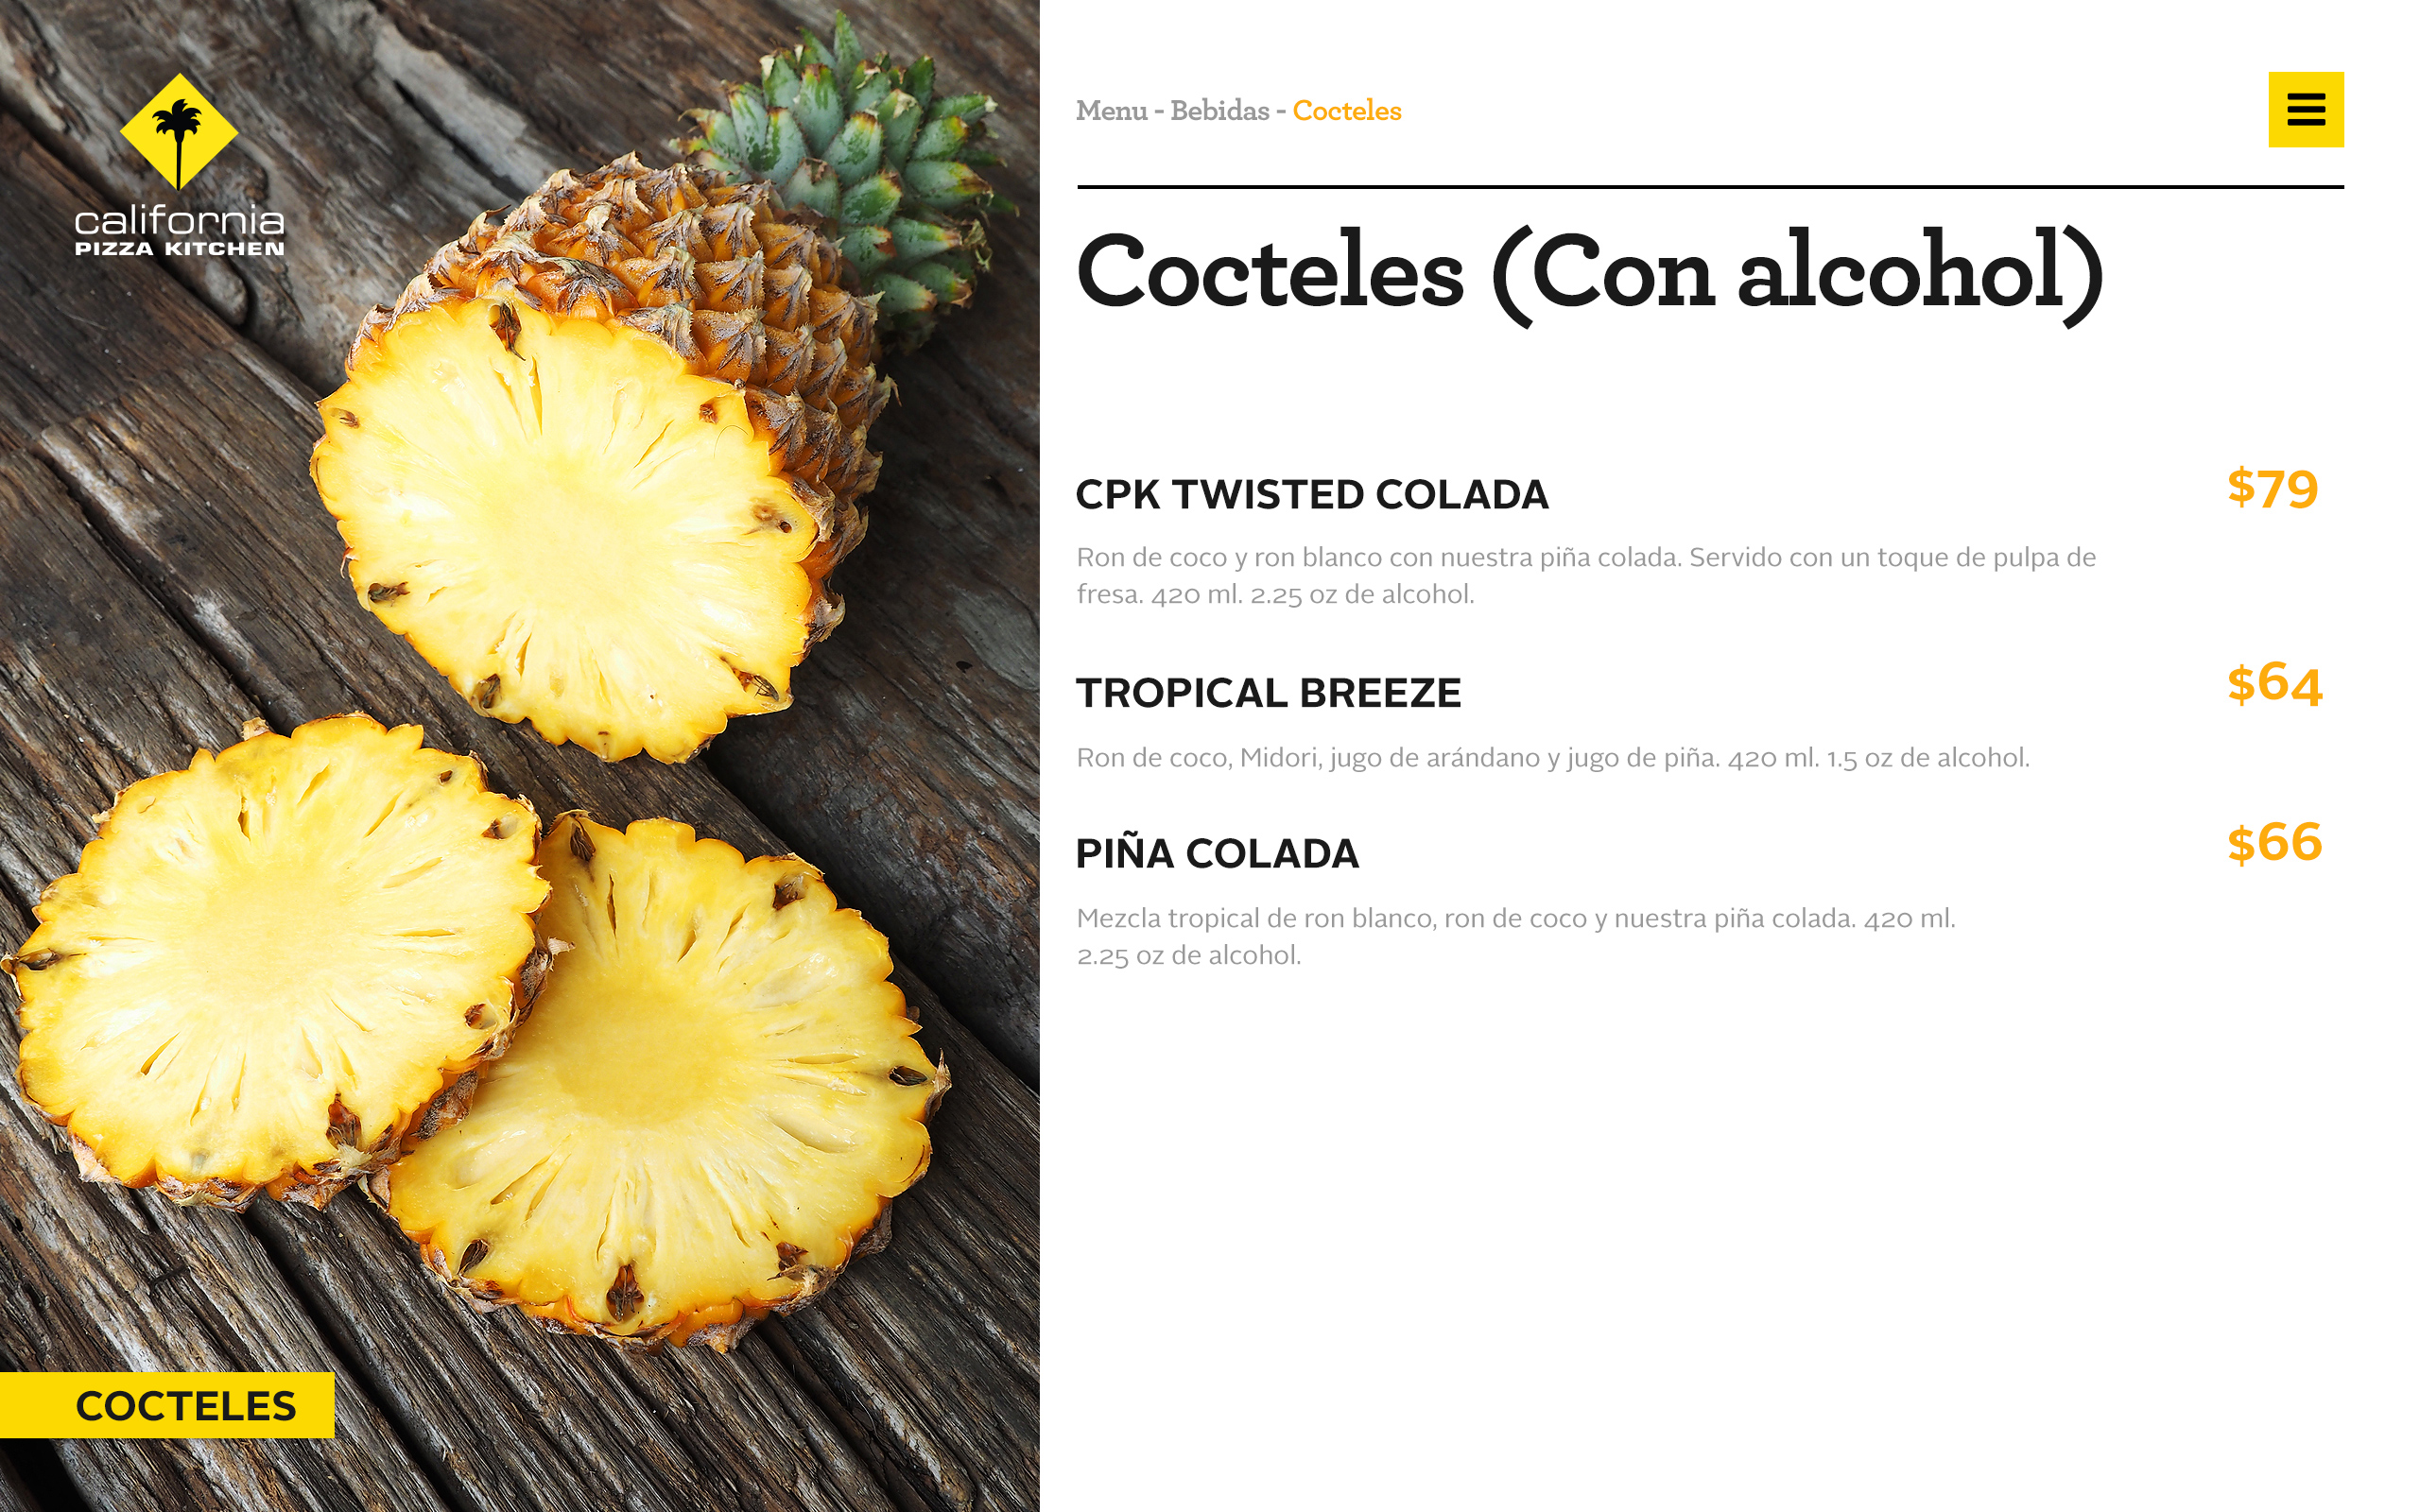 california
PIZZA KITCHEN
COCTELES
Menu - Bebidas - Cocteles
Cocteles (Con alcohol)
CPK TWISTED COLADA
$79
Ron de coco y ron blanco con nuestra piña colada. Servido con un toque de pulpa de
fresa. 420 ml. 2.25 oz de alcohol.
TROPICAL BREEZE
$64
Ron de coco, Midori, jugo de arándano y jugo de piña. 420 ml. 1.5 oz de alcohol.
PIÑA COLADA
$66
Mezcla tropical de ron blanco, ron de coco y nuestra piña colada. 420 ml.
2.25 oz de alcohol.